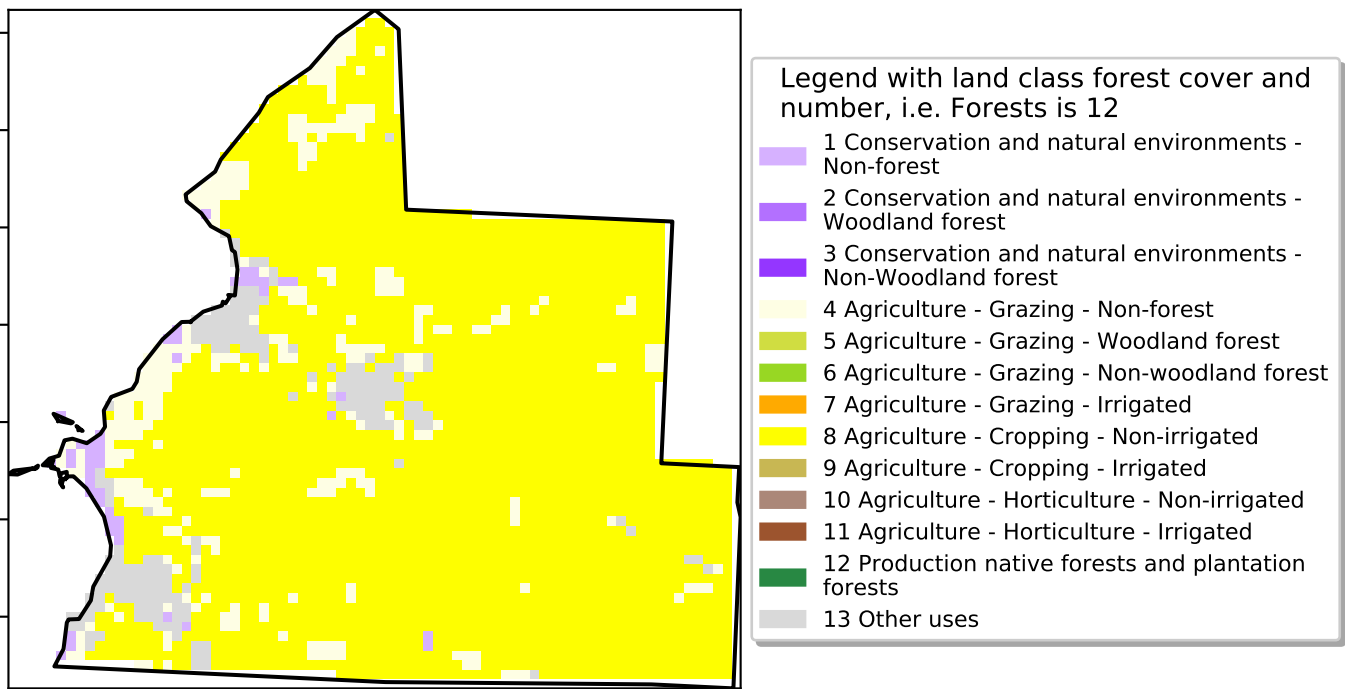 Legend with land class forest cover and
number, i.e. Forests is 12
1 Conservation and natural environments -
Non-forest
2 Conservation and natural environments -
Woodland forest
3 Conservation and natural environments -
Non-Woodland forest
4 Agriculture - Grazing - Non-forest
5 Agriculture - Grazing - Woodland forest
6 Agriculture - Grazing - Non-woodland forest
7 Agriculture - Grazing - Irrigated
8 Agriculture - Cropping - Non-irrigated
9 Agriculture - Cropping - Irrigated
10 Agriculture - Horticulture - Non-irrigated
11 Agriculture - Horticulture - Irrigated
12 Production native forests and plantation
forests
13 Other uses